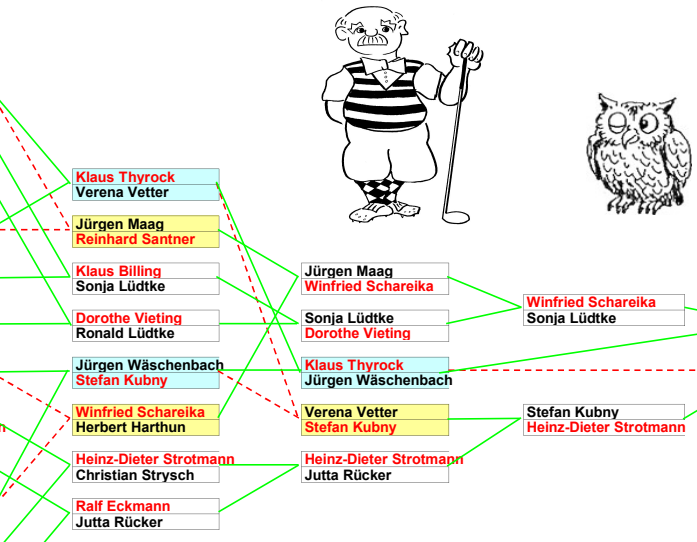 Klaus Thyrock
Verena Vetter
Jürgen Maag
Reinhard Santner
Klaus Billing
Sonja Lüdtke
Dorothe Vieting
Ronald Lüdtke
Jürgen Wäschenbach
Stefan Kubny
Winfried Schareika
Herbert Harthun
Heinz-Dieter Strotmann
Christian Strysch
Ralf Eckmann
Jutta Rücker
Jürgen Maag
Winfried Schareika
Sonja Lüdtke
Dorothe Vieting
Klaus Thyrock
Jürgen Wäschenbach
Verena Vetter
Stefan Kubny
Heinz-Dieter Strotmann
Jutta Rücker
Winfried Schareika
Sonja Lüdtke
Stefan Kubny
Heinz-Dieter Strotmann